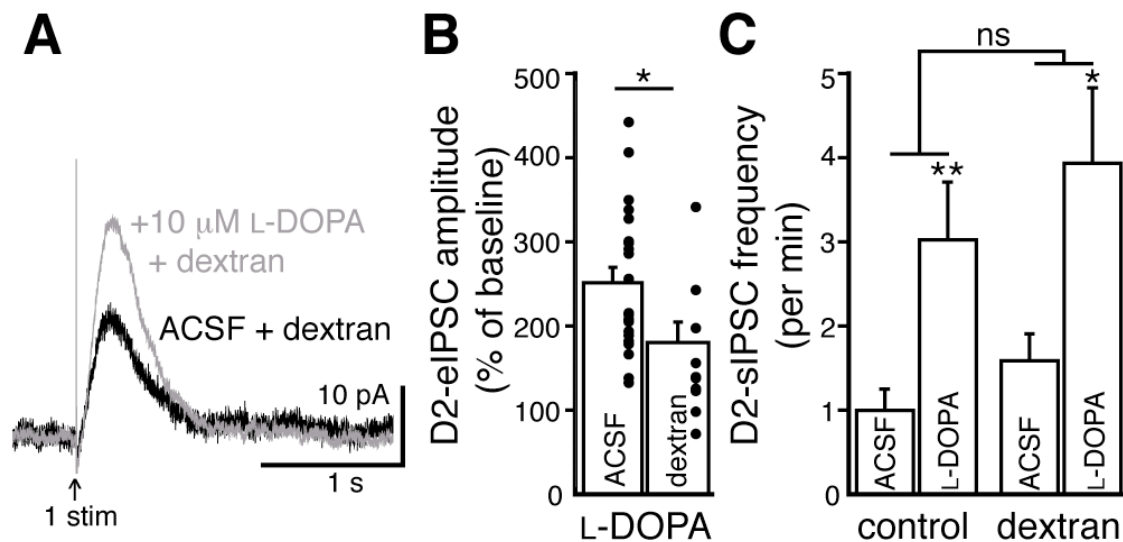 A
+10 μM L-DOPA
+ dextran
ACSF + dextran
10 pA
1 s
1 stim
B
D2-eIPSC amplitude
(% of baseline)
500
400
300
200
100
0
*
ACSF
dextran
L-DOPA
C
D2-sIPSC frequency
(per min)
5
4
3
2
1
0
ns
**
*
ACSF
L-DOPA
ACSF
L-DOPA
control
dextran